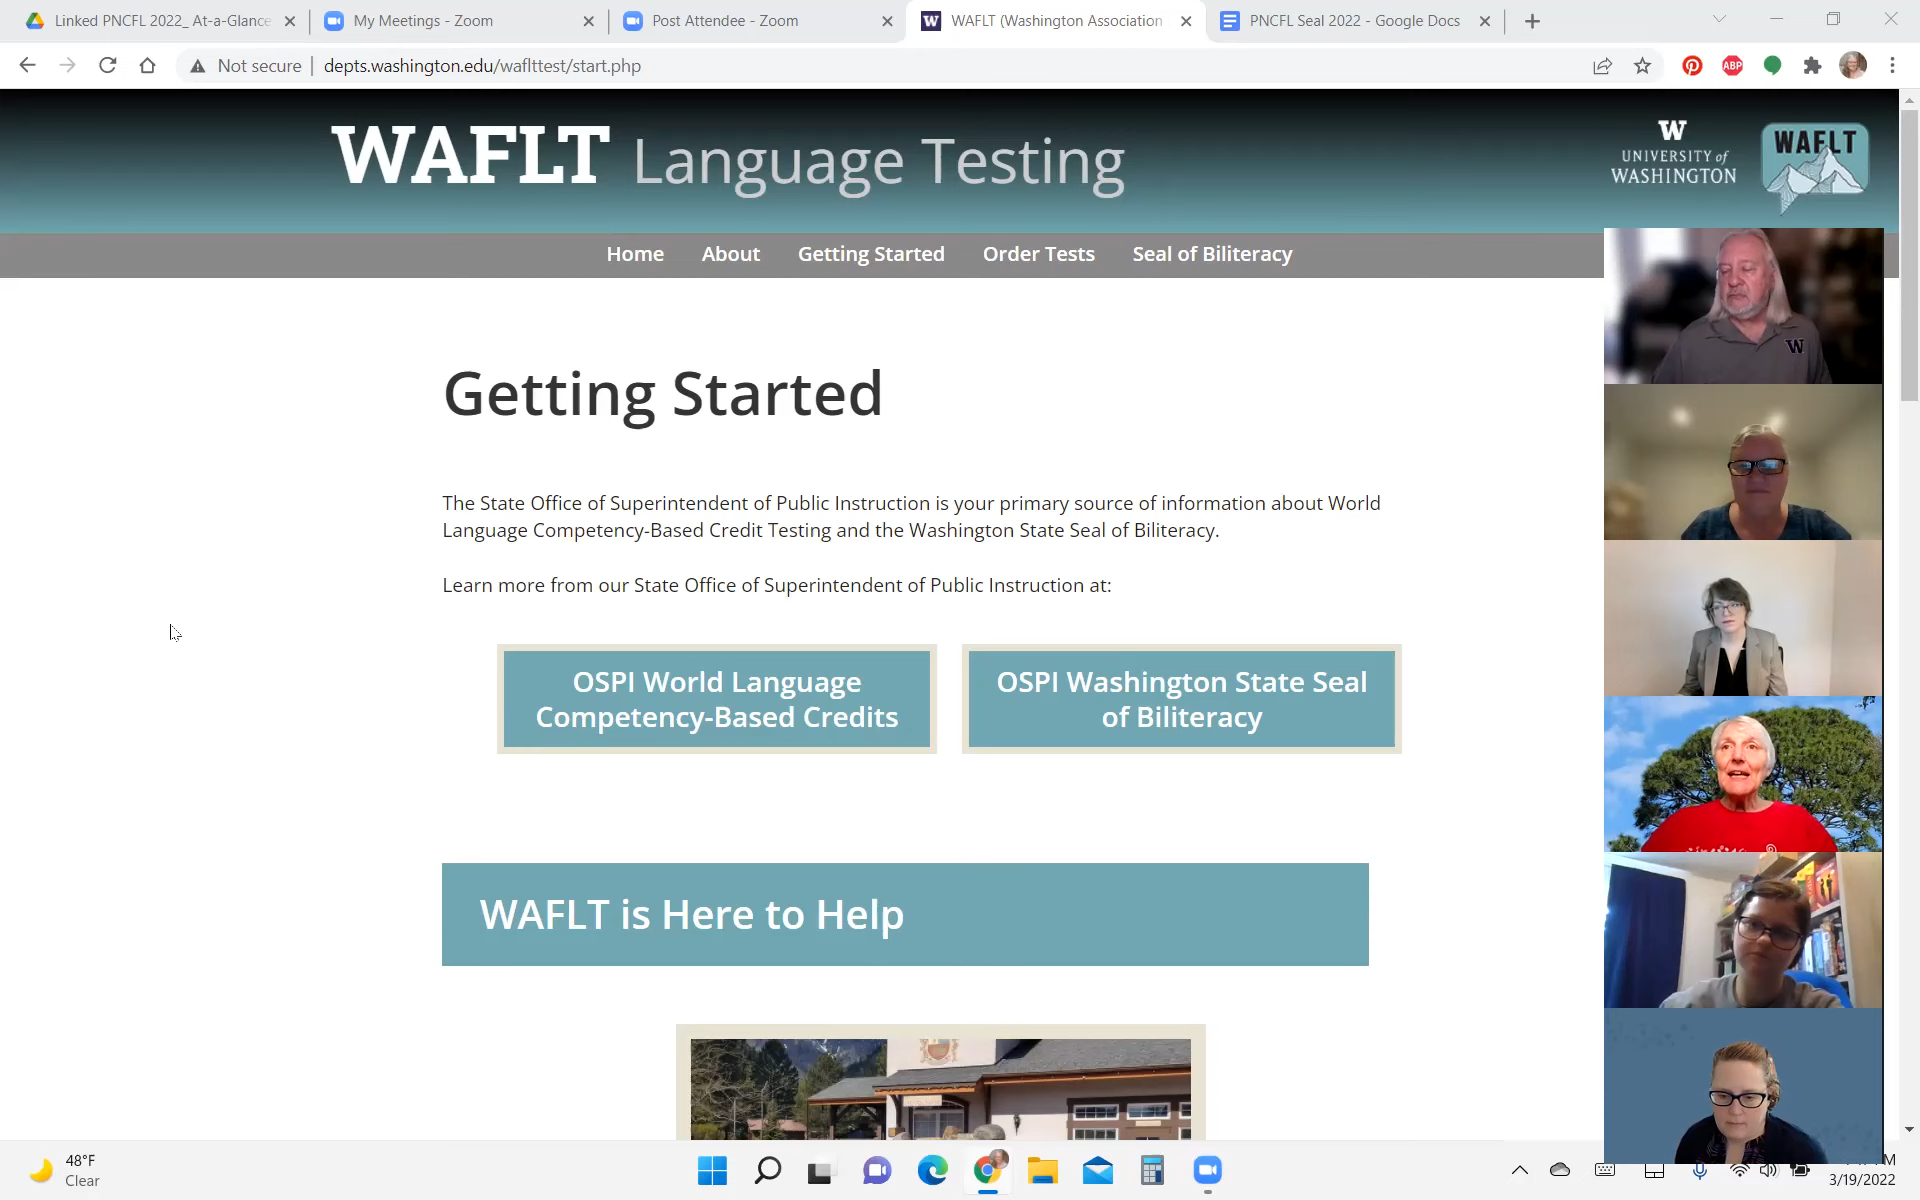 Linked PNCFL 2022_ At-a-Glance
My Meetings - Zoom
Post Attendee - Zoom
WAFLT (Washington Association
PNCFL Seal 2022 - Google Docs
Not secure
depts.washington.edu/waflttest/start.php
ABP
WAFLT Language Testing
W
UNIVERSITY of
WASHINGTON
WAFLT
Home
About
Getting Started
Order Tests
Seal of Biliteracy
W
Getting Started
The State Office of Superintendent of Public Instruction is your primary source of information about World
Language Competency-Based Credit Testing and the Washington State Seal of Biliteracy.
Learn more from our State Office of Superintendent of Public Instruction at:
OSPI World Language
Competency-Based Credits
OSPI Washington State Seal
of Biliteracy
WAFLT is Here to Help
48°F
Clear
3/19/2022